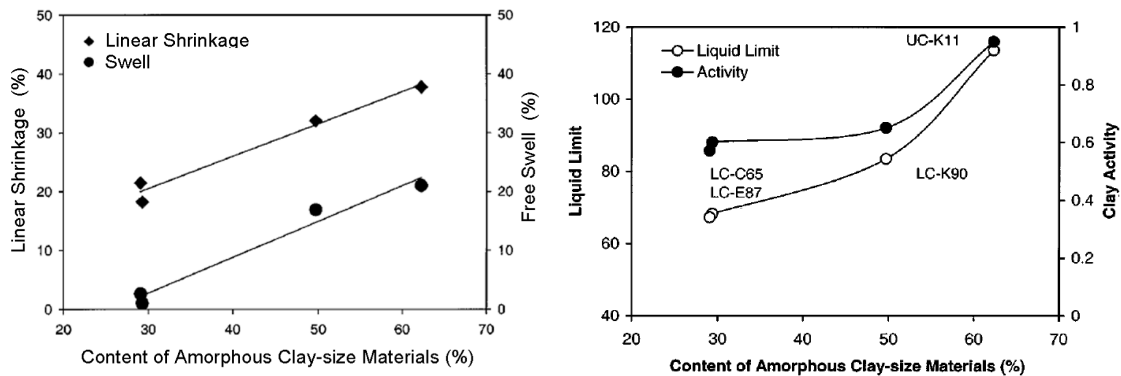 50
40
30
20
10
0
Linear Shrinkage (%)
Linear Shrinkage
Swell
50
40
30
20
10
0
Free Swell (%)
20 30 40 50 60 70
Content of Amorphous Clay-size Materials (%)
120
100
80
60
40
Liquid Limit
Liquid Limit
Activity
UC-K11
LC-C65
LC-E87
LC-K90
1
0.8
0.6
0.4
0.2
0
Clay Activity
20 30 40 50 60 70
Content of Amorphous Clay-size Materials (%)